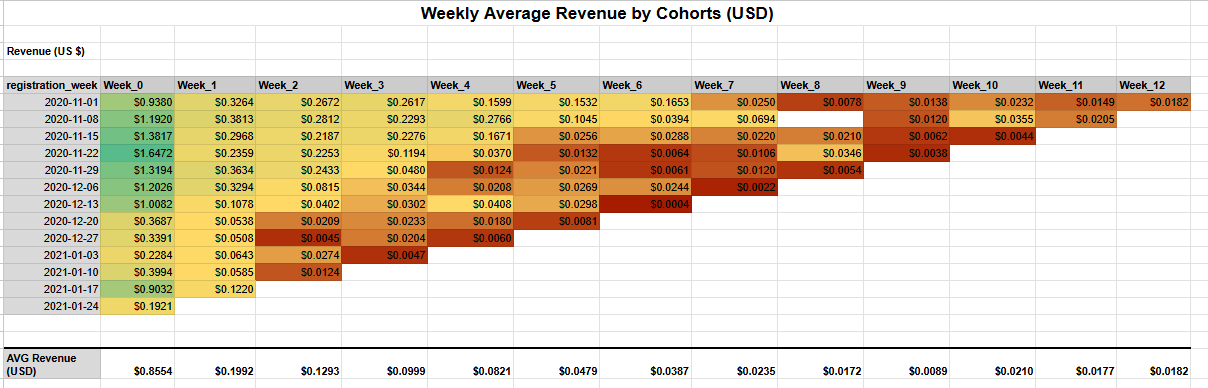 Weekly Average Revenue by Cohorts (USD)
Revenue (US $)
registration_week Week_0 Week_1 Week_2 Week_3 Week_4 Week_5 Week_6 Week_7 Week_8 Week_9 Week_10 Week_11 Week_12
2020-11-01 $0.9380 $0.3264 $0.2672 $0.2617 $0.1599 $0.1532 $0.1653 $0.0250 $0.0078 $0.0138 $0.0232 $0.0149 $0.0182
2020-11-08 $1.1920 $0.3813 $0.2812 $0.2293 $0.2766 $0.1045 $0.0394 $0.0694 $0.0120 $0.0355 $0.0205
2020-11-15 $1.3817 $0.2968 $0.2187 $0.2276 $0.1671 $0.0256 $0.0288 $0.0220 $0.0210 $0.0062 $0.0044
2020-11-22 $1.6472 $0.2359 $0.2253 $0.1194 $0.0370 $0.0132 $0.0064 $0.0106 $0.0346 $0.0038
2020-11-29 $1.3194 $0.3634 $0.2433 $0.0480 $0.0124 $0.0221 $0.0061 $0.0120 $0.0054
2020-12-06 $1.2026 $0.3294 $0.0815 $0.0344 $0.0208 $0.0269 $0.0244 $0.0022
2020-12-13 $1.0082 $0.1078 $0.0402 $0.0302 $0.0408 $0.0298 $0.0004
2020-12-20 $0.3687 $0.0538 $0.0209 $0.0233 $0.0180 $0.0081
2020-12-27 $0.3391 $0.0508 $0.0045 $0.0204 $0.0060
2021-01-03 $0.2284 $0.0643 $0.0274 $0.0047
2021-01-10 $0.3994 $0.0585 $0.0124
2021-01-17 $0.9032 $0.1220
2021-01-24 $0.1921
AVG Revenue
(USD) $0.8554 $0.1992 $0.1293 $0.0999 $0.0821 $0.0479 $0.0387 $0.0235 $0.0172 $0.0089 $0.0210 $0.0177 $0.0182